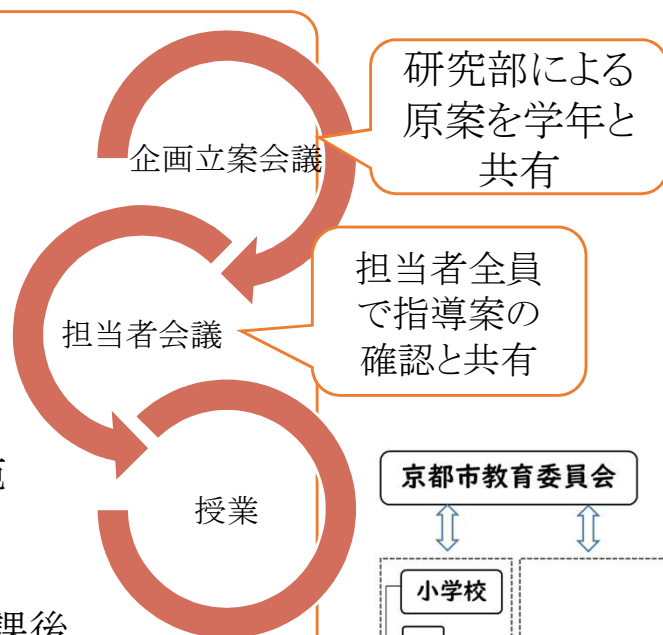 研究部による
原案を学年と
共有
企画立案会議
担当者全員
で指導案の
確認と共有
担当者会議
授業
京都市教育委員会
小学校
課後